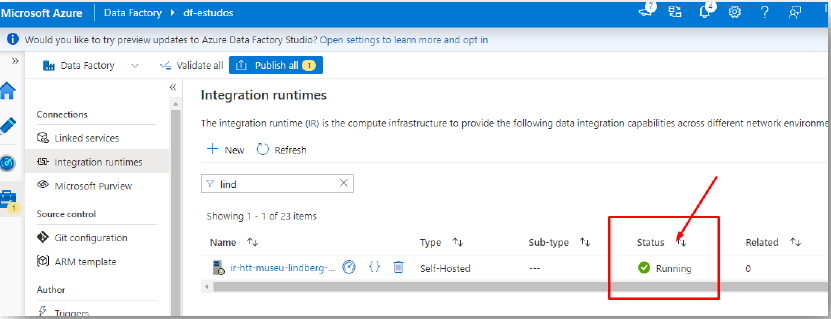 Microsoft Azure
Data Factory > df-estudos
7
4
Would you like to try preview updates to Azure Data Factory Studio? Open settings to learn more and opt in
»
Data Factory
Validate all
Publish all 1
«
Connections
Linked services
Integration runtimes
Microsoft Purview
Source control
Git configuration
ARM template
Author
Triggers
1
Integration runtimes
The integration runtime (IR) is the compute infrastructure to provide the following data integration capabilities across different network environme
New
Refresh
lind
Showing 1 - 1 of 23 items
Name Type Sub-type Status Related
ir-htt-museu-lindberg-... {} Self-Hosted --- Running 0